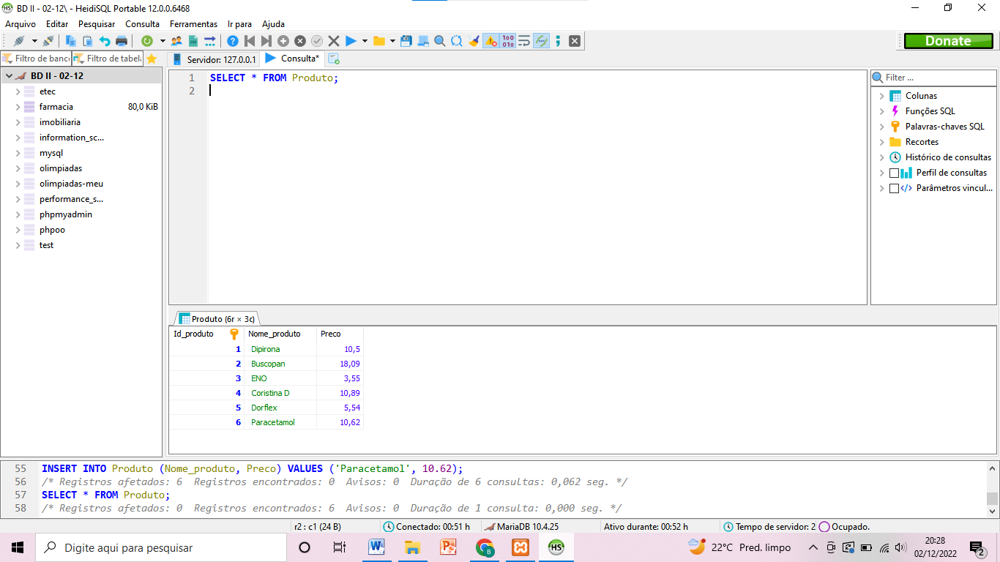 BD II - 02-12\ - HeidiSQL Portable 12.0.0.6468
Arquivo Editar Pesquisar Consulta Ferramentas Ir para Ajuda
Donate
Filtro de banc Filtro de tabela
Servidor: 127.0.0.1 Consulta*
BD II - 02-12
etec
farmacia 80,0 KiB
imobiliaria
information_sc...
mysql
olimpiadas
olimpiadas-meu
performance_s...
phpmyadmin
phpoo
test
1 SELECT * FROM Produto;
2
Filter ...
Colunas
Funções SQL
Palavras-chaves SQL
Recortes
Histórico de consultas
Perfil de consultas
Parâmetros vincul...
Produto (6r × 3c)
Id_produto Nome_produto Preco
1 Dipirona 10,5
2 Buscopan 18,09
3 ENO 3,55
4 Coristina D 10,89
5 Dorflex 5,54
6 Paracetamol 10,62
55 INSERT INTO Produto (Nome_produto, Preco) VALUES ('Paracetamol', 10.62);
56 /* Registros afetados: 6 Registros encontrados: 0 Avisos: 0 Duração de 6 consultas: 0,062 seg. */
57 SELECT * FROM Produto;
58 /* Registros afetados: 0 Registros encontrados: 6 Avisos: 0 Duração de 1 consulta: 0,000 seg. */
r2 : c1 (24 B) Conectado: 00:51 h MariaDB 10.4.25 Ativo durante: 00:52 h Tempo de servidor: 2 Ocupado.
Digite aqui para pesquisar
22°C Pred. limpo
20:28
02/12/2022
2